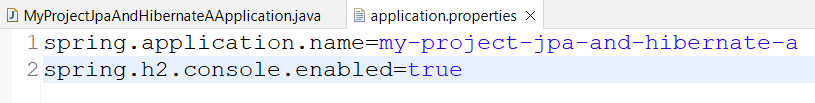 MyProjectJpaAndHibernateAApplication.java application.properties
1 spring.application.name=my-project-jpa-and-hibernate-a
2 spring.h2.console.enabled=true